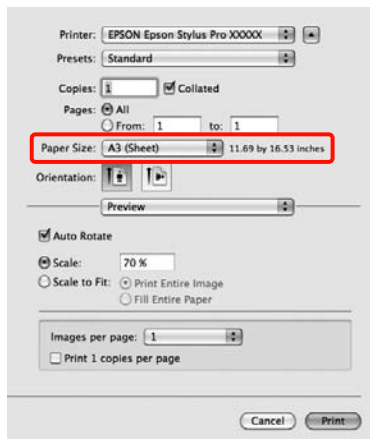 Printer: EPSON Epson Stylus Pro XXXXX
Presets: Standard
Copies: 1 Collated
Pages: All
From: 1 to: 1
Paper Size: A3 (Sheet) 11.69 by 16.53 inches
Orientation:
Preview
Auto Rotate
Scale: 70 %
Scale to Fit: Print Entire Image
Fill Entire Paper
Images per page: 1
Print 1 copies per page
Cancel Print